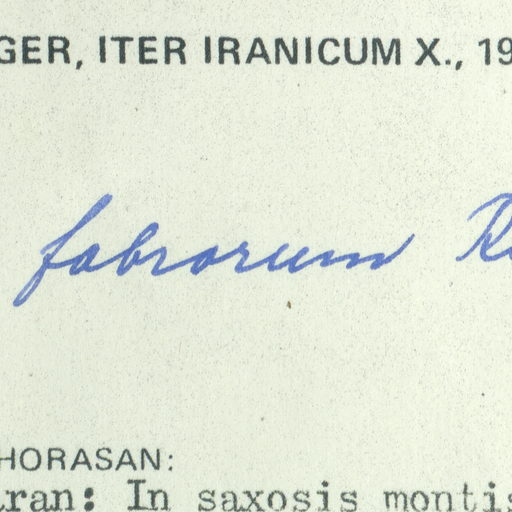 GER, ITER IRANICUM X., 19
fabrorum R
HORASAN:
ran: In saxosis montis